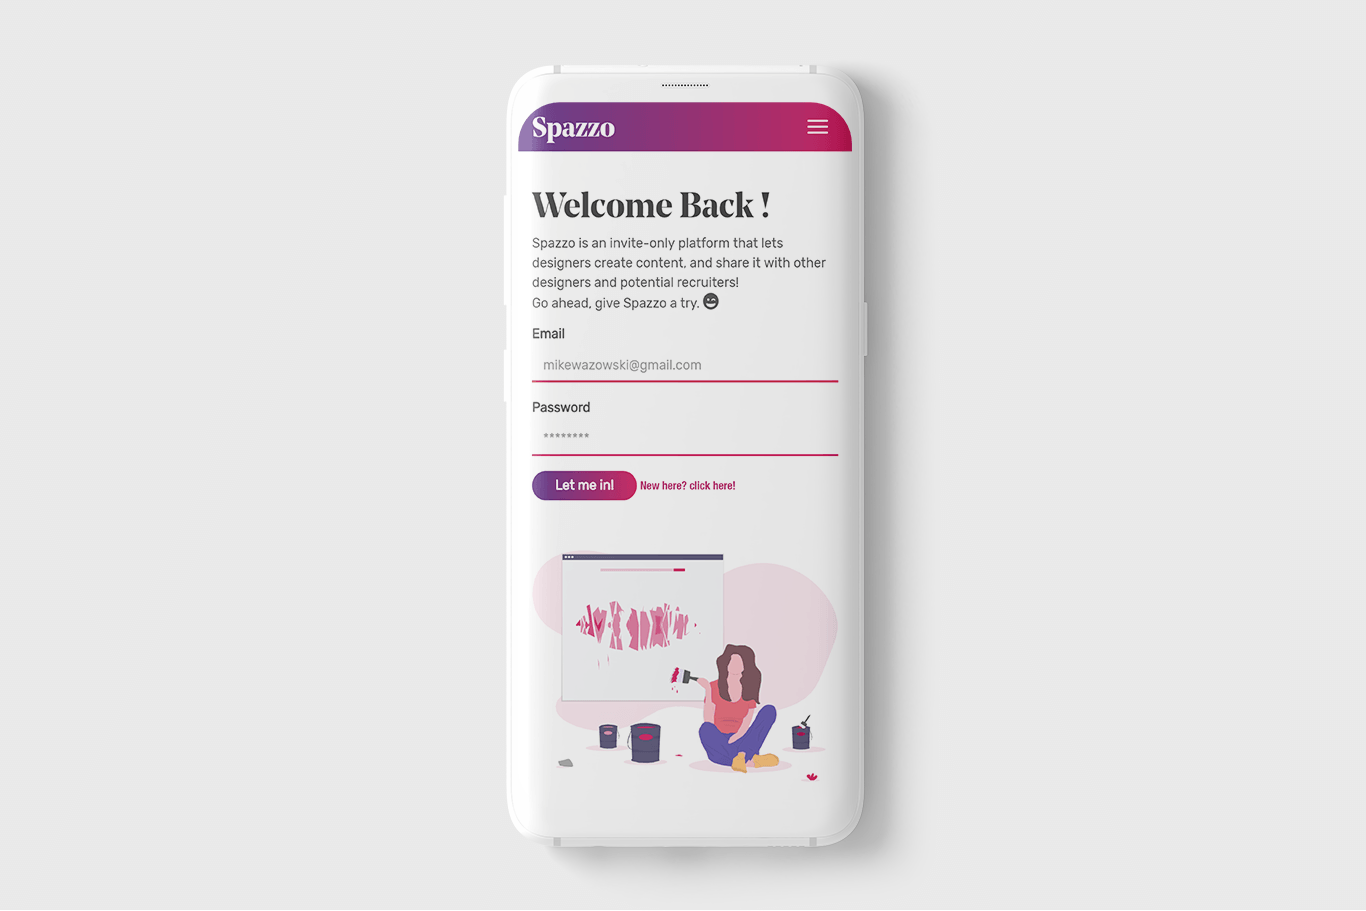 Spazzo
Welcome Back !
Spazzo is an invite-only platform that lets
designers create content, and share it with other
designers and potential recruiters!
Go ahead, give Spazzo a try.
Email
mikewazowski@gmail.com
Password
********
Let me in! New here? click here!